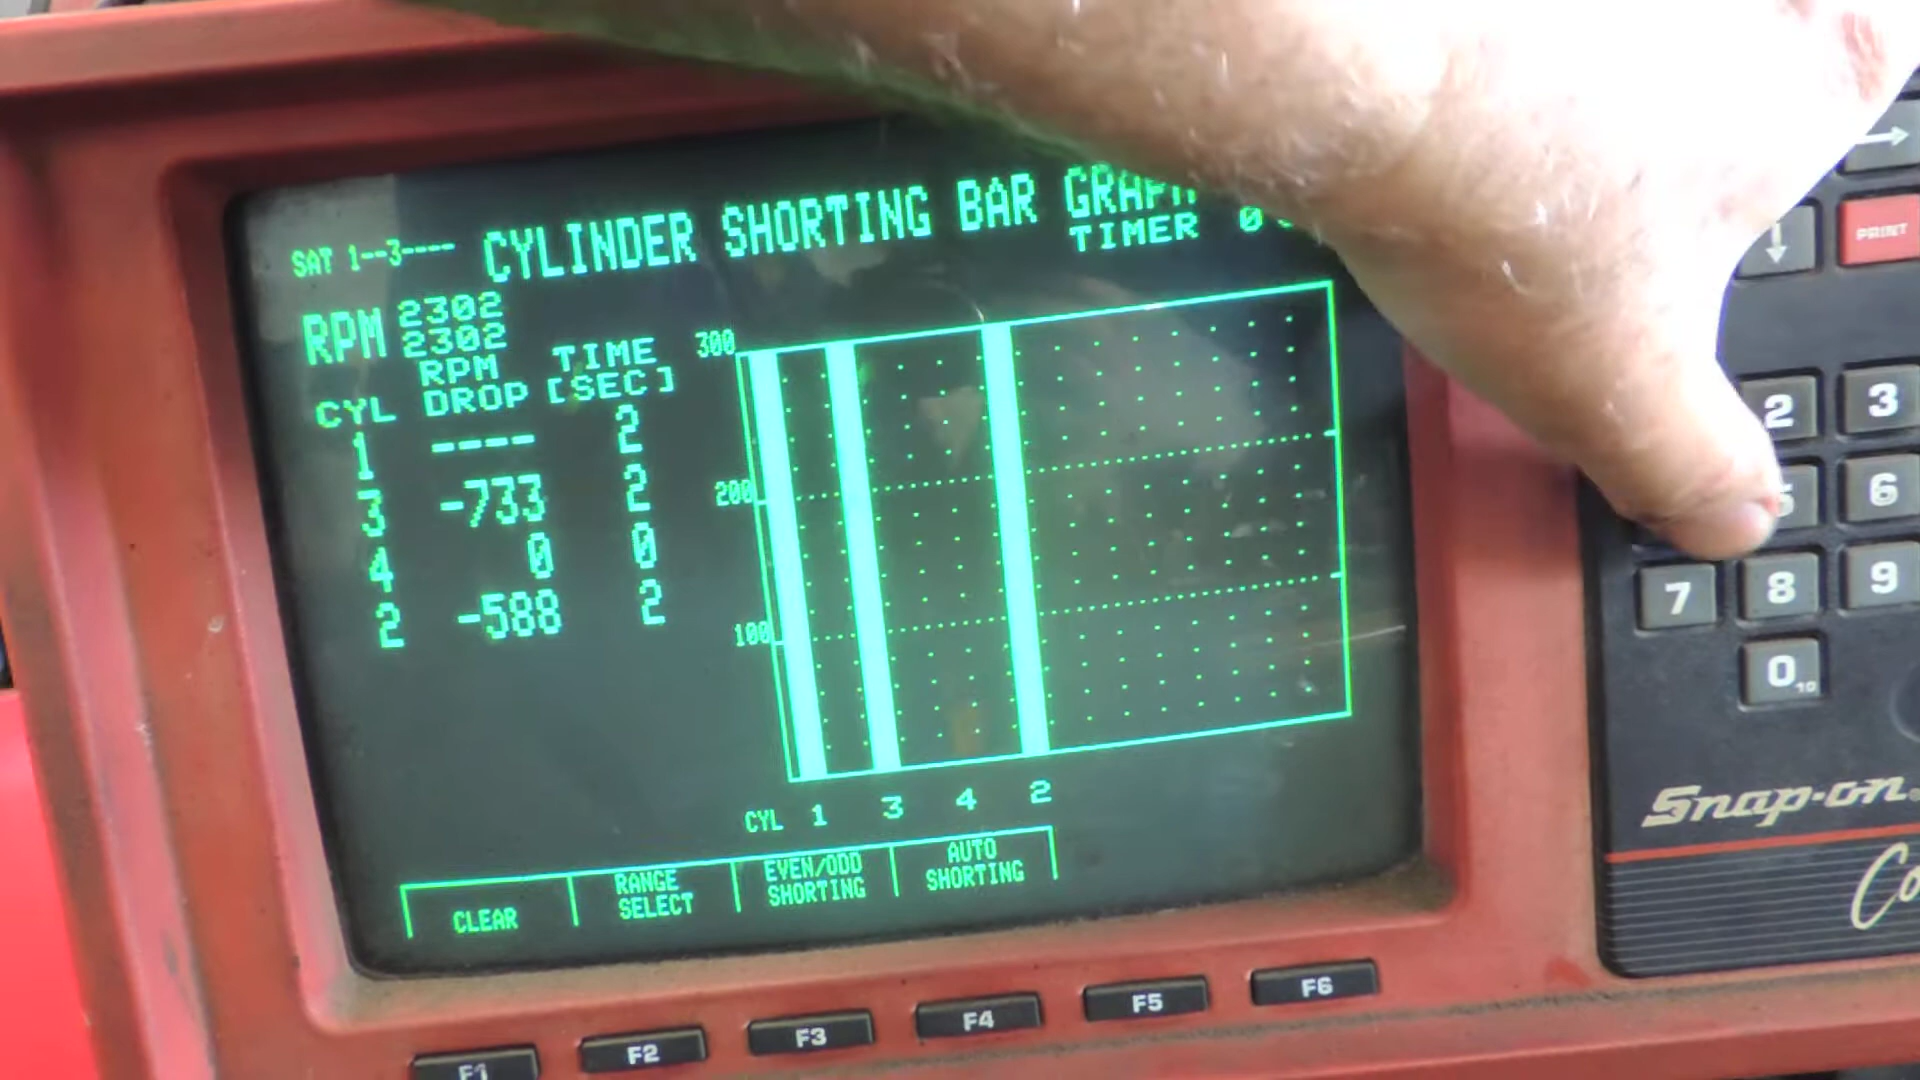 SAT 1--3---- CYLINDER SHORTING BAR GRAPH
TIMER 0
RPM 2302
2302
CYL RPM DROP TIME [SEC]
1 ---- 2
3 -733 2
4 0 0
2 -588 2
300
200
100
CYL 1 3 4 2
CLEAR
RANGE SELECT
EVEN/ODD SHORTING
AUTO SHORTING
F1 F2 F3 F4 F5 F6
PRINT
2 3
5 6
7 8 9
0 10
Snap-on